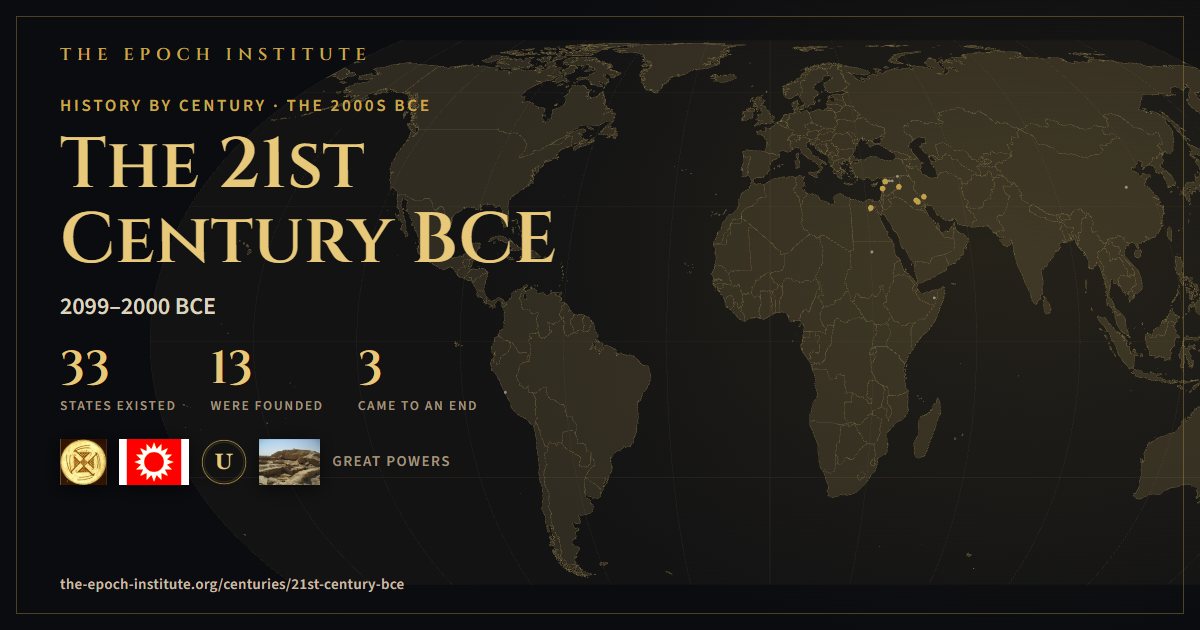 THE EPOCH INSTITUTE
HISTORY BY CENTURY · THE 2000S BCE
THE 21ST
CENTURY BCE
2099–2000 BCE
33
STATES EXISTED
13
WERE FOUNDED
3
CAME TO AN END
U
GREAT POWERS
the-epoch-institute.org/centuries/21st-century-bce